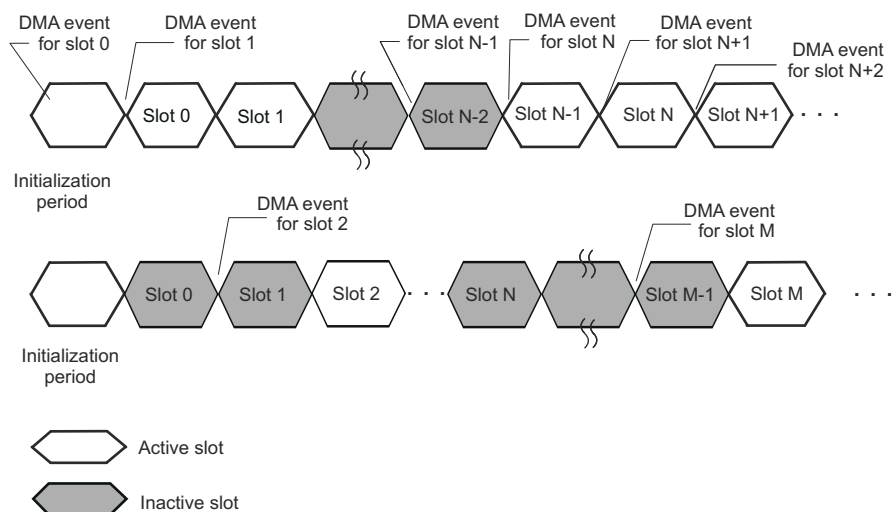 DMA event
for slot 0
DMA event
for slot 1
DMA event
for slot N-1
DMA event
for slot N
DMA event
for slot N+1
DMA event
for slot N+2
Slot 0
Slot 1
Slot N-2
Slot N-1
Slot N
Slot N+1
. . .
Initialization
period
DMA event
for slot 2
DMA event
for slot M
Slot 0
Slot 1
Slot 2
. . .
Slot N
Slot M-1
Slot M
. . .
Initialization
period
Active slot
Inactive slot